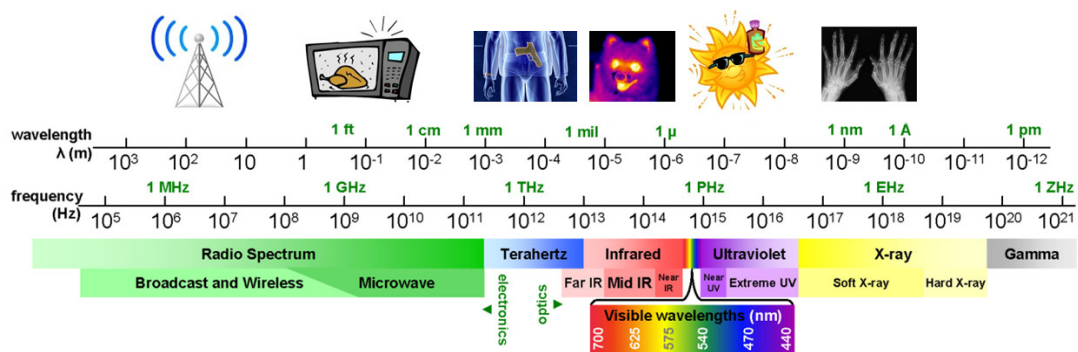 1 ft 1 cm 1 mm 1 mil 1 µ 1 nm 1 A 1 pm
wavelength
λ (m)
10³ 10² 10 1 10⁻¹ 10⁻² 10⁻³ 10⁻⁴ 10⁻⁵ 10⁻⁶ 10⁻⁷ 10⁻⁸ 10⁻⁹ 10⁻¹⁰ 10⁻¹¹ 10⁻¹²
1 MHz 1 GHz 1 THz 1 PHz 1 EHz 1 ZHz
frequency
(Hz)
10⁵ 10⁶ 10⁷ 10⁸ 10⁹ 10¹⁰ 10¹¹ 10¹² 10¹³ 10¹⁴ 10¹⁵ 10¹⁶ 10¹⁷ 10¹⁸ 10¹⁹ 10²⁰ 10²¹
Radio Spectrum Terahertz Infrared Ultraviolet X-ray Gamma
Broadcast and Wireless Microwave
electronics
optics
Far IR Mid IR
Near
IR
Near
UV
Extreme UV Soft X-ray Hard X-ray
Visible wavelengths (nm)
700 625 575 540 470 440